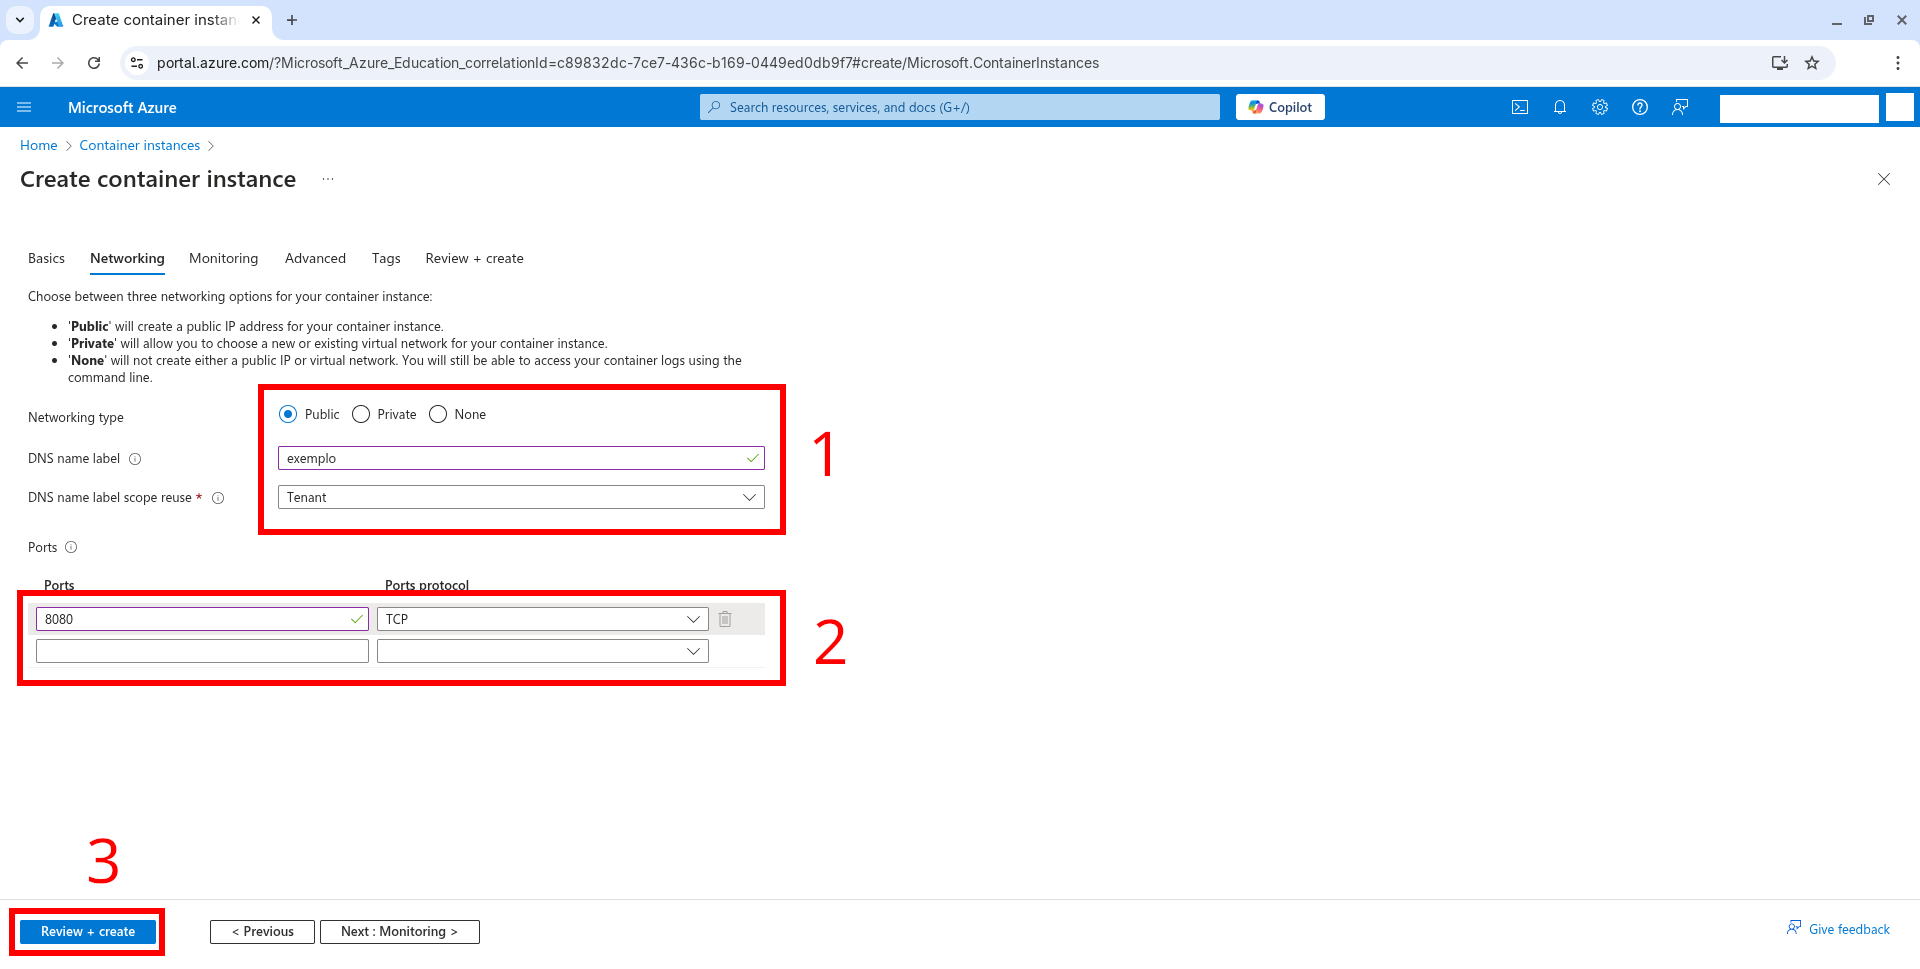 Create container instan
portal.azure.com/?Microsoft_Azure_Education_correlationId=c89832dc-7ce7-436c-b169-0449ed0db9f7#create/Microsoft.ContainerInstances
Microsoft Azure
Search resources, services, and docs (G+/)
Copilot
Home > Container instances >
Create container instance ...
Basics Networking Monitoring Advanced Tags Review + create
Choose between three networking options for your container instance:
• 'Public' will create a public IP address for your container instance.
• 'Private' will allow you to choose a new or existing virtual network for your container instance.
• 'None' will not create either a public IP or virtual network. You will still be able to access your container logs using the
command line.
Networking type Public Private None
1
DNS name label exemplo
DNS name label scope reuse * Tenant
Ports
Ports Ports protocol
8080 TCP
2
3
Review + create < Previous Next : Monitoring > Give feedback